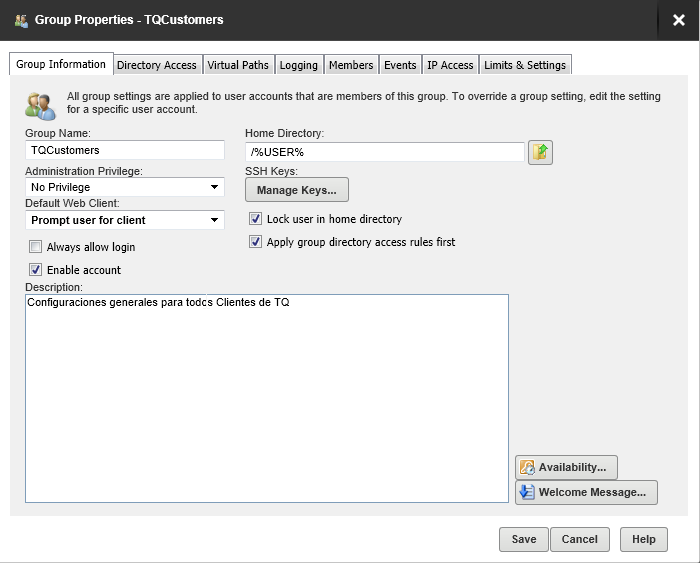 Group Properties - TQCustomers
Group Information
Directory Access
Virtual Paths
Logging
Members
Events
IP Access
Limits & Settings
All group settings are applied to user accounts that are members of this group. To override a group setting, edit the setting
for a specific user account.
Group Name:
TQCustomers
Home Directory:
/%USER%
Administration Privilege:
No Privilege
SSH Keys:
Manage Keys...
Default Web Client:
Prompt user for client
Lock user in home directory
Always allow login
Apply group directory access rules first
Enable account
Description:
Configuraciones generales para todcs Clientes de TQ
Availability...
Welcome Message...
Save
Cancel
Help